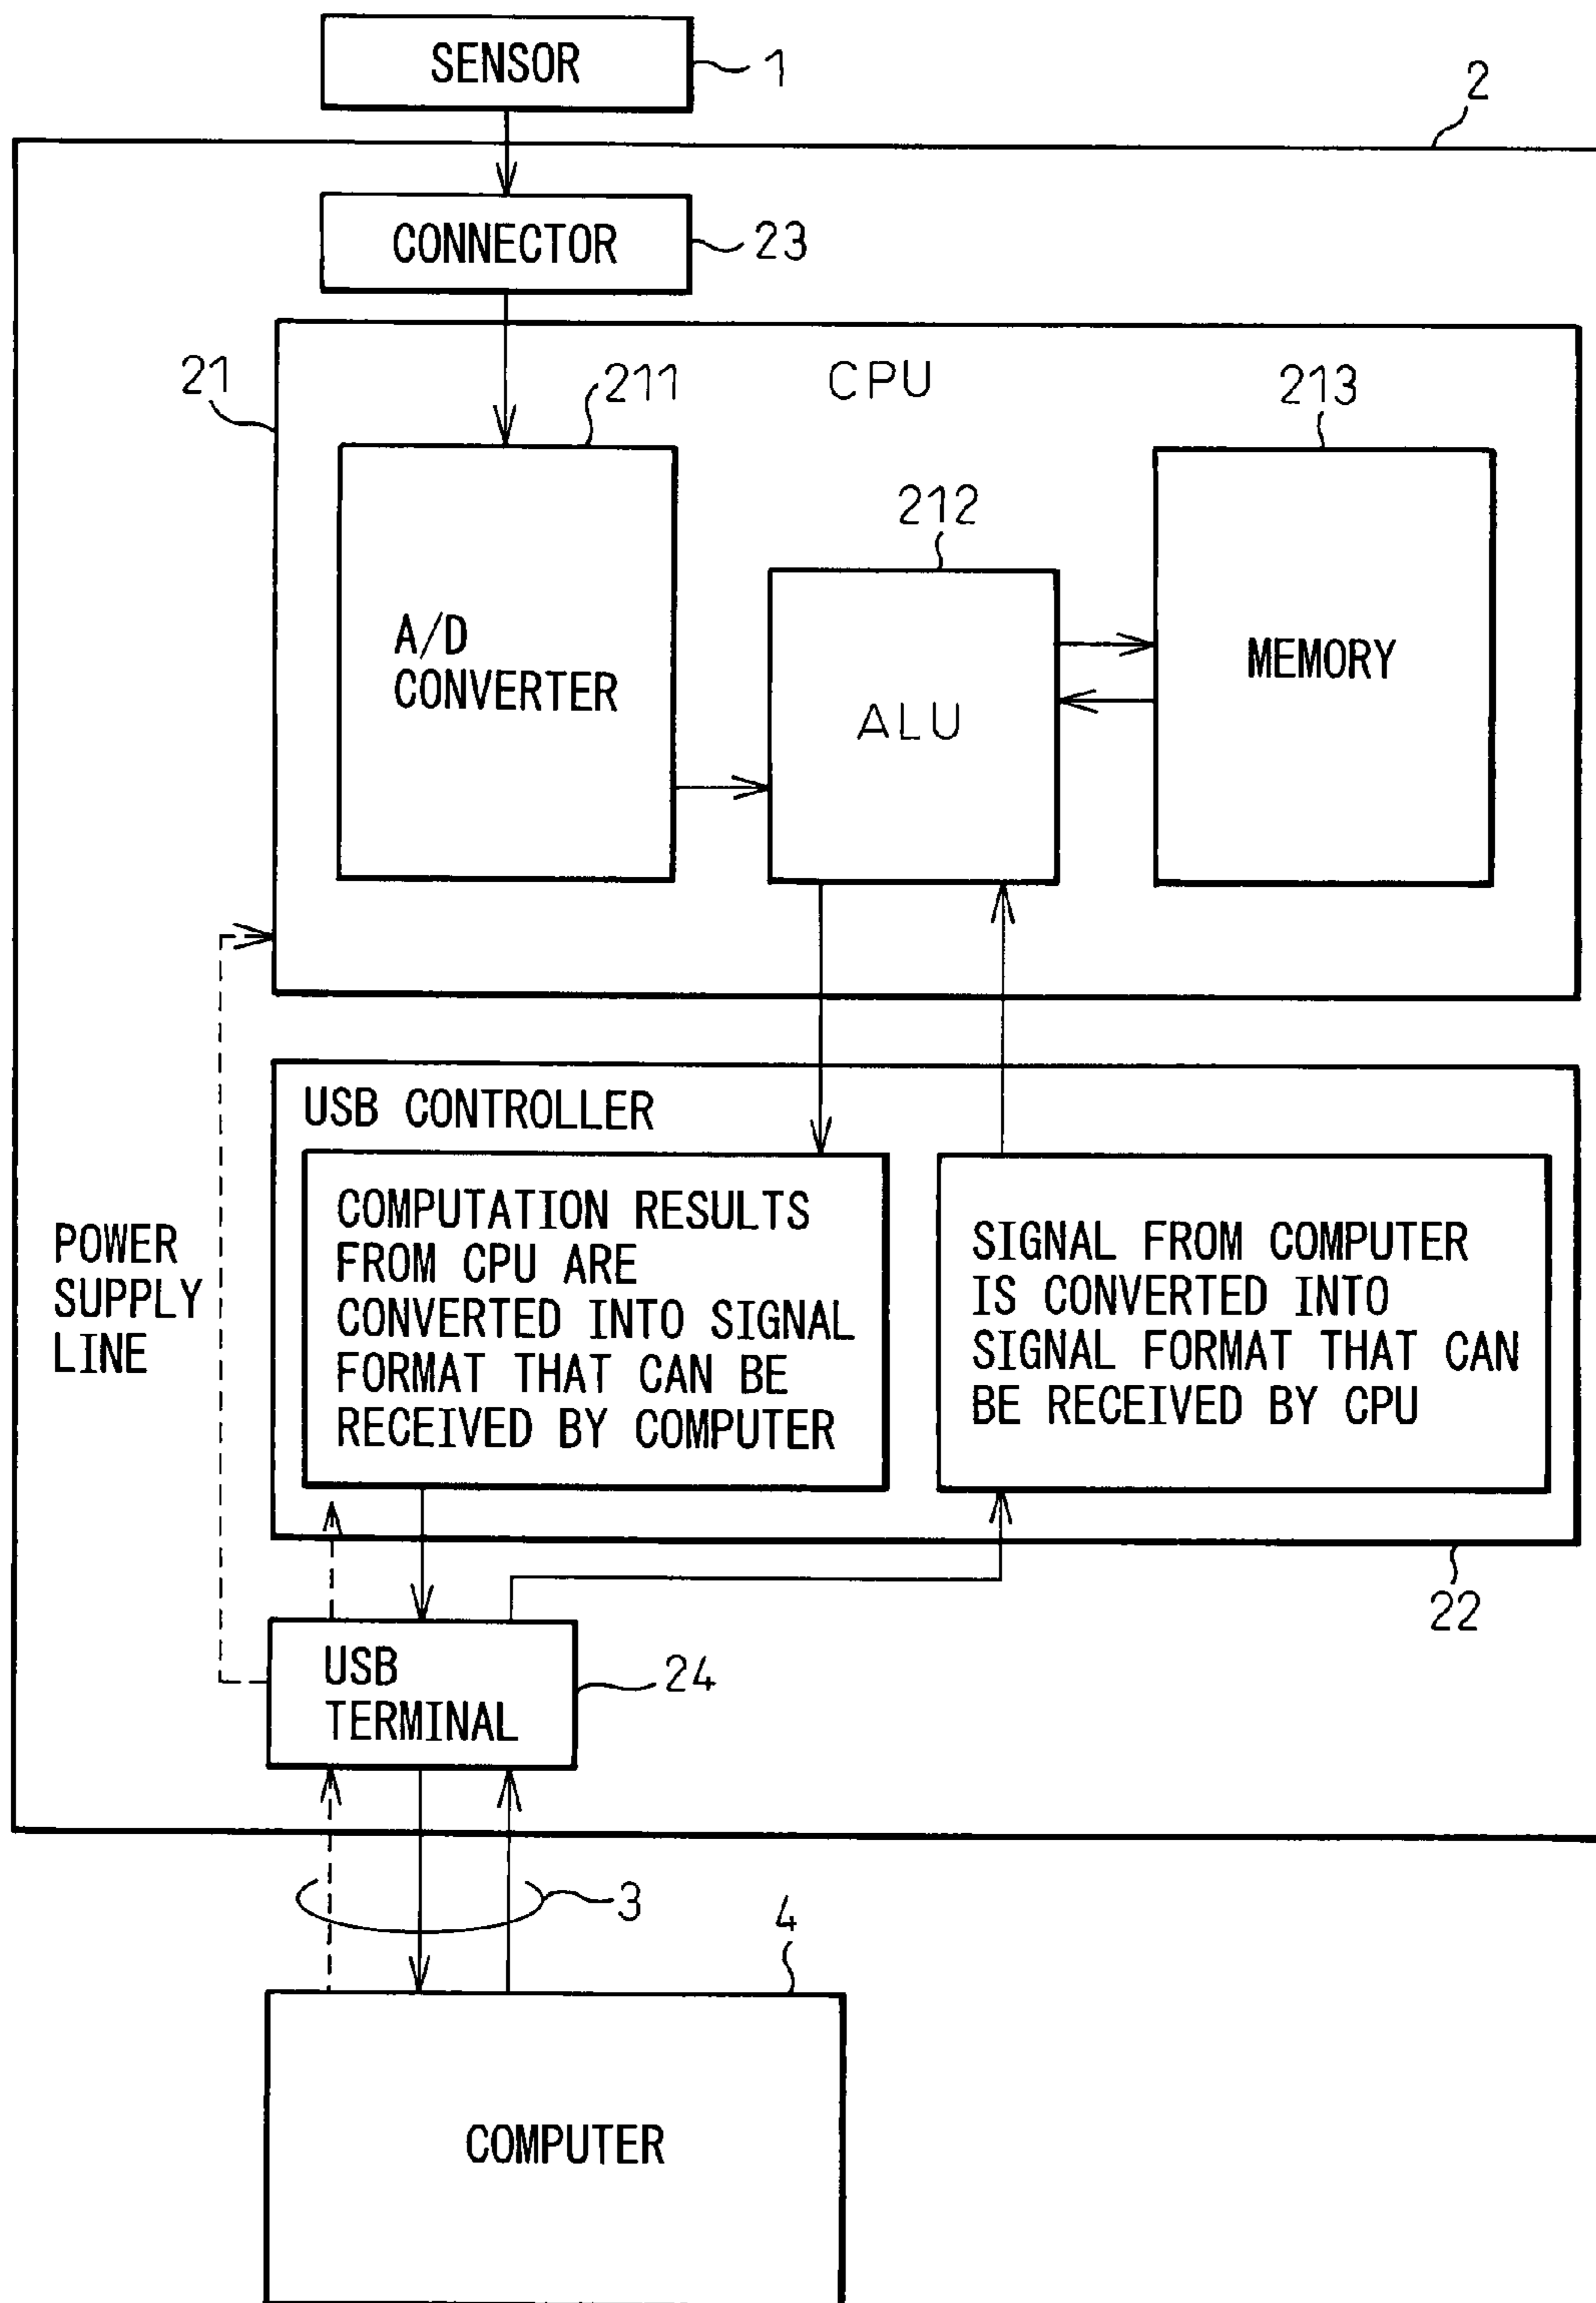 SENSOR
1
2
CONNECTOR
23
21
CPU
211
213
212
A/D
CONVERTER
ALU
MEMORY
USB CONTROLLER
COMPUTATION RESULTS
FROM CPU ARE
CONVERTED INTO SIGNAL
FORMAT THAT CAN BE
RECEIVED BY COMPUTER
SIGNAL FROM COMPUTER
IS CONVERTED INTO
SIGNAL FORMAT THAT CAN
BE RECEIVED BY CPU
POWER
SUPPLY
LINE
22
USB
TERMINAL
24
3
4
COMPUTER